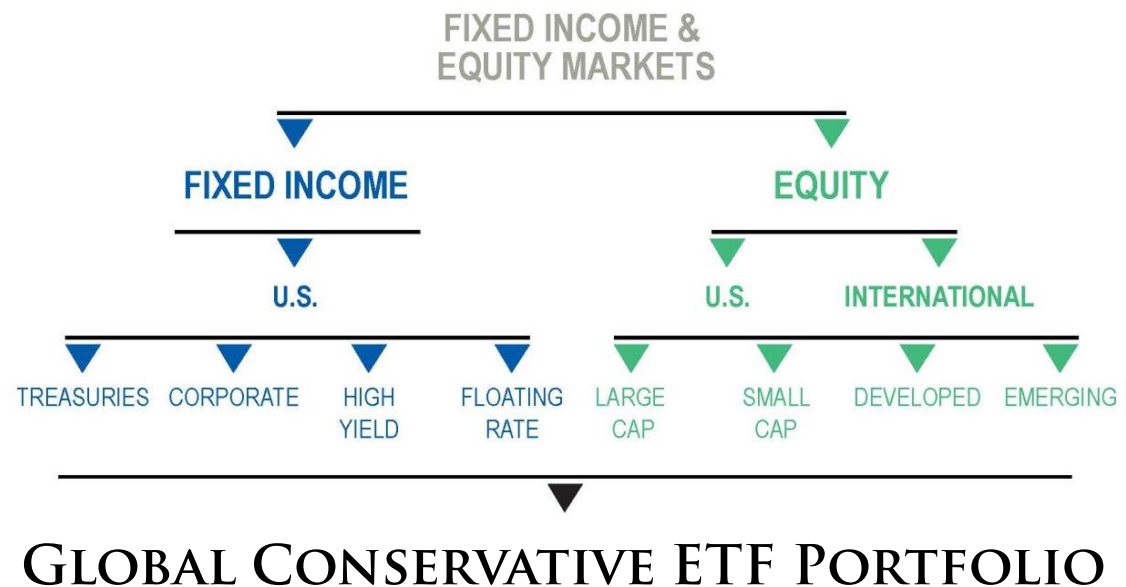 FIXED INCOME &
EQUITY MARKETS
FIXED INCOME
EQUITY
U.S.
U.S.
INTERNATIONAL
TREASURIES
CORPORATE
HIGH
YIELD
FLOATING
RATE
LARGE
CAP
SMALL
CAP
DEVELOPED
EMERGING
GLOBAL CONSERVATIVE ETF PORTFOLIO